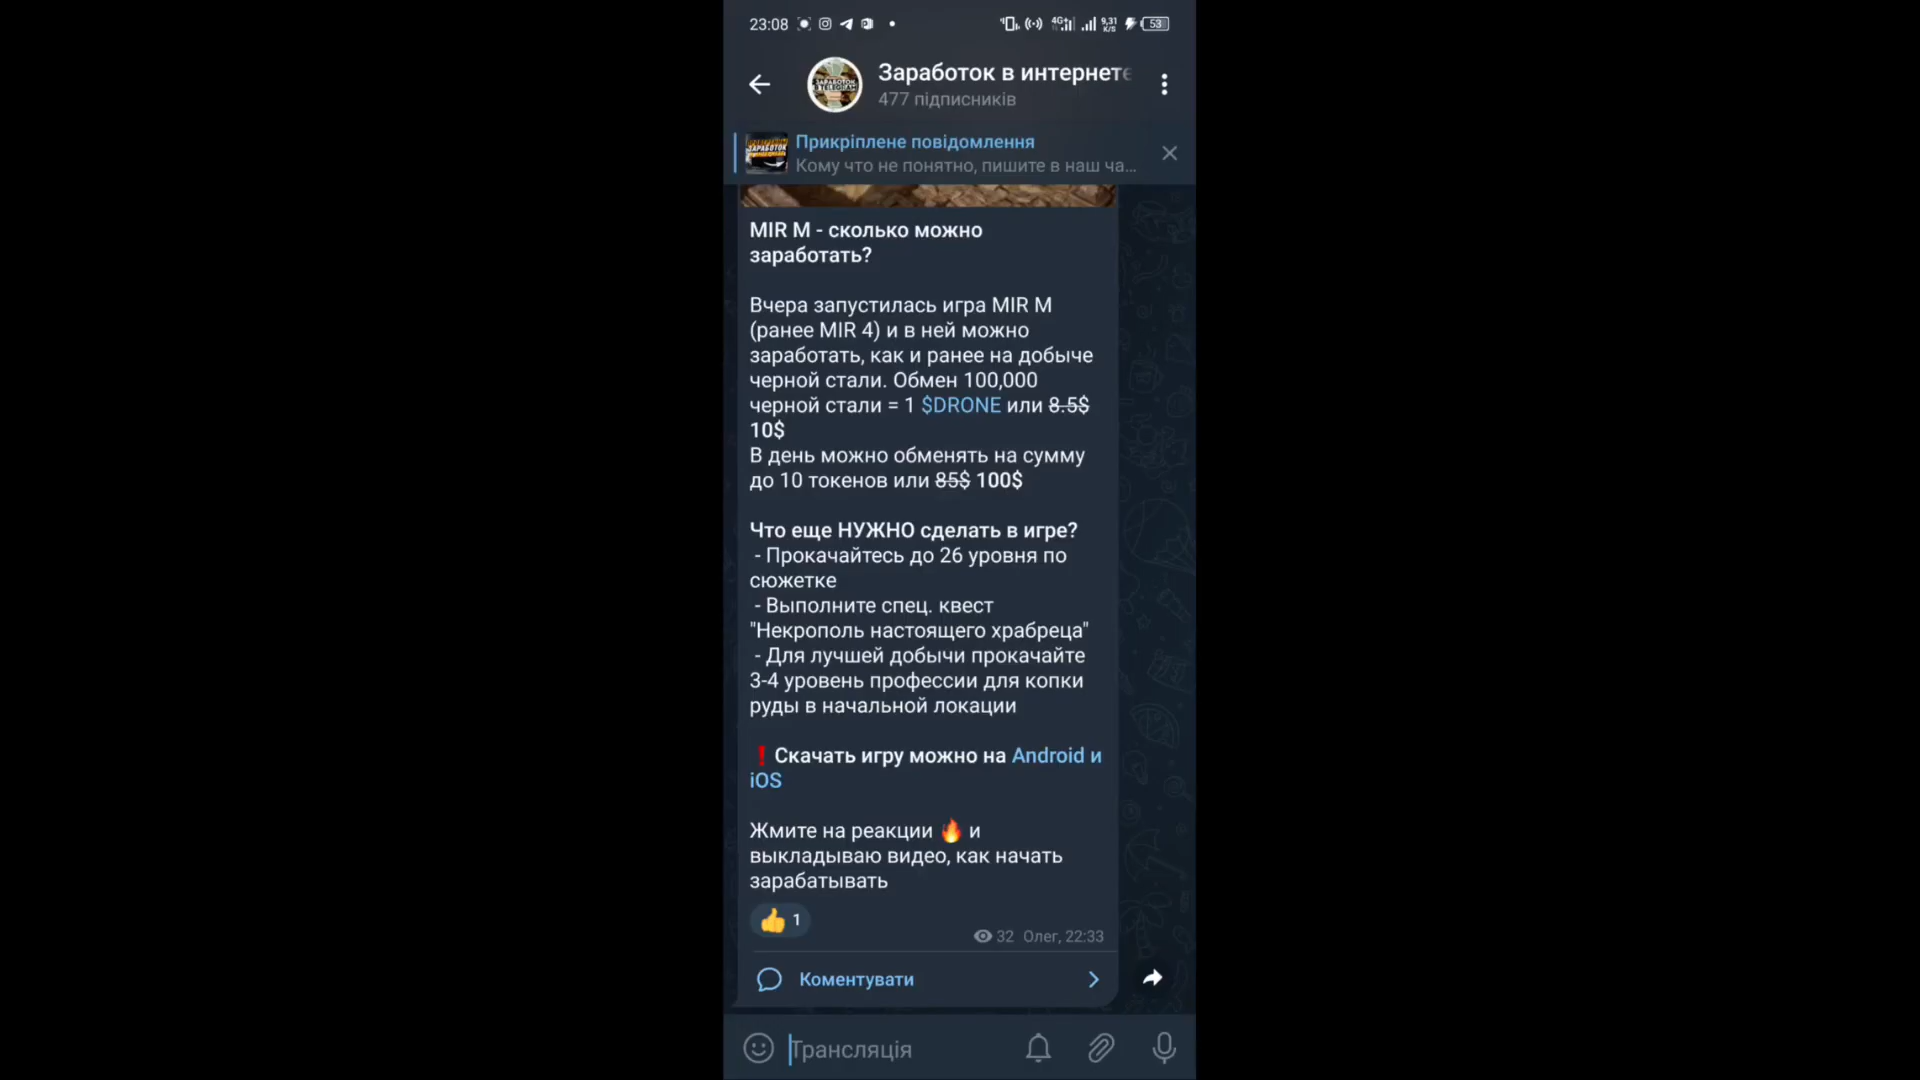 23:08
4G
9,31
K/S
53
Заработок в интернете
477 підписників
Прикріплене повідомлення
Кому что не понятно, пишите в наш ча...
MIR M - сколько можно
заработать?
Вчера запустилась игра MIR M
(ранее MIR 4) и в ней можно
заработать, как и ранее на добыче
черной стали. Обмен 100,000
черной стали = 1 $DRONE или 8.5$
10$
В день можно обменять на сумму
до 10 токенов или 85$ 100$
Что еще НУЖНО сделать в игре?
- Прокачайтесь до 26 уровня по
сюжетке
- Выполните спец. квест
"Некрополь настоящего храбреца"
- Для лучшей добычи прокачайте
3-4 уровень профессии для копки
руды в начальной локации
❗Скачать игру можно на Android и
iOS
Жмите на реакции 🔥 и
выкладываю видео, как начать
зарабатывать
👍 1
32 Олег, 22:33
Коментувати
Трансляція